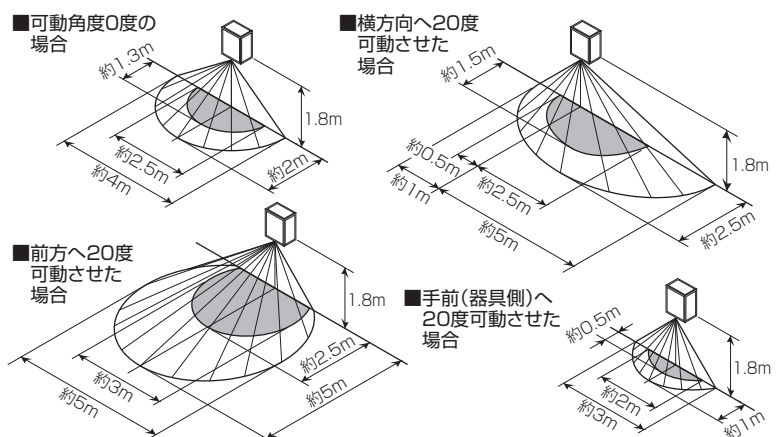 ■可動角度0度の
場合
約1.3m
1.8m
約2.5m
約4m
約2m
■横方向へ20度
可動させた
場合
約1.5m
1.8m
約0.5m
約1m
約2.5m
約5m
約2.5m
■前方へ20度
可動させた
場合
1.8m
約2.5m
約3m
約5m
約5m
■手前(器具側)へ
20度可動させた
場合
約0.5m
1.8m
約2m
約3m
約1m